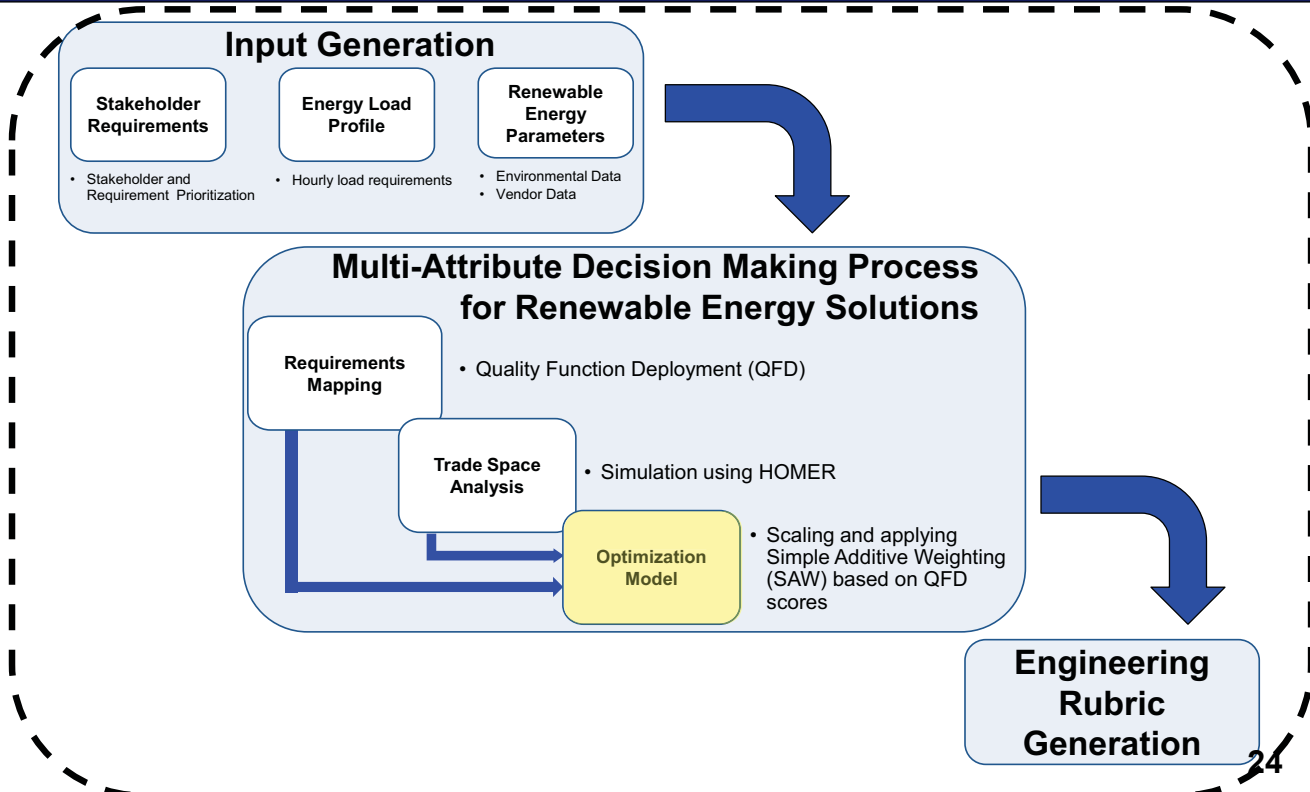 Input Generation
Stakeholder
Requirements
Energy Load
Profile
Renewable
Energy
Parameters
• Stakeholder and
Requirement Prioritization
• Hourly load requirements
• Environmental Data
• Vendor Data
Multi-Attribute Decision Making Process
for Renewable Energy Solutions
Requirements
Mapping
• Quality Function Deployment (QFD)
Trade Space
Analysis
• Simulation using HOMER
Optimization
Model
• Scaling and applying
Simple Additive Weighting
(SAW) based on QFD
scores
Engineering
Rubric
Generation
24